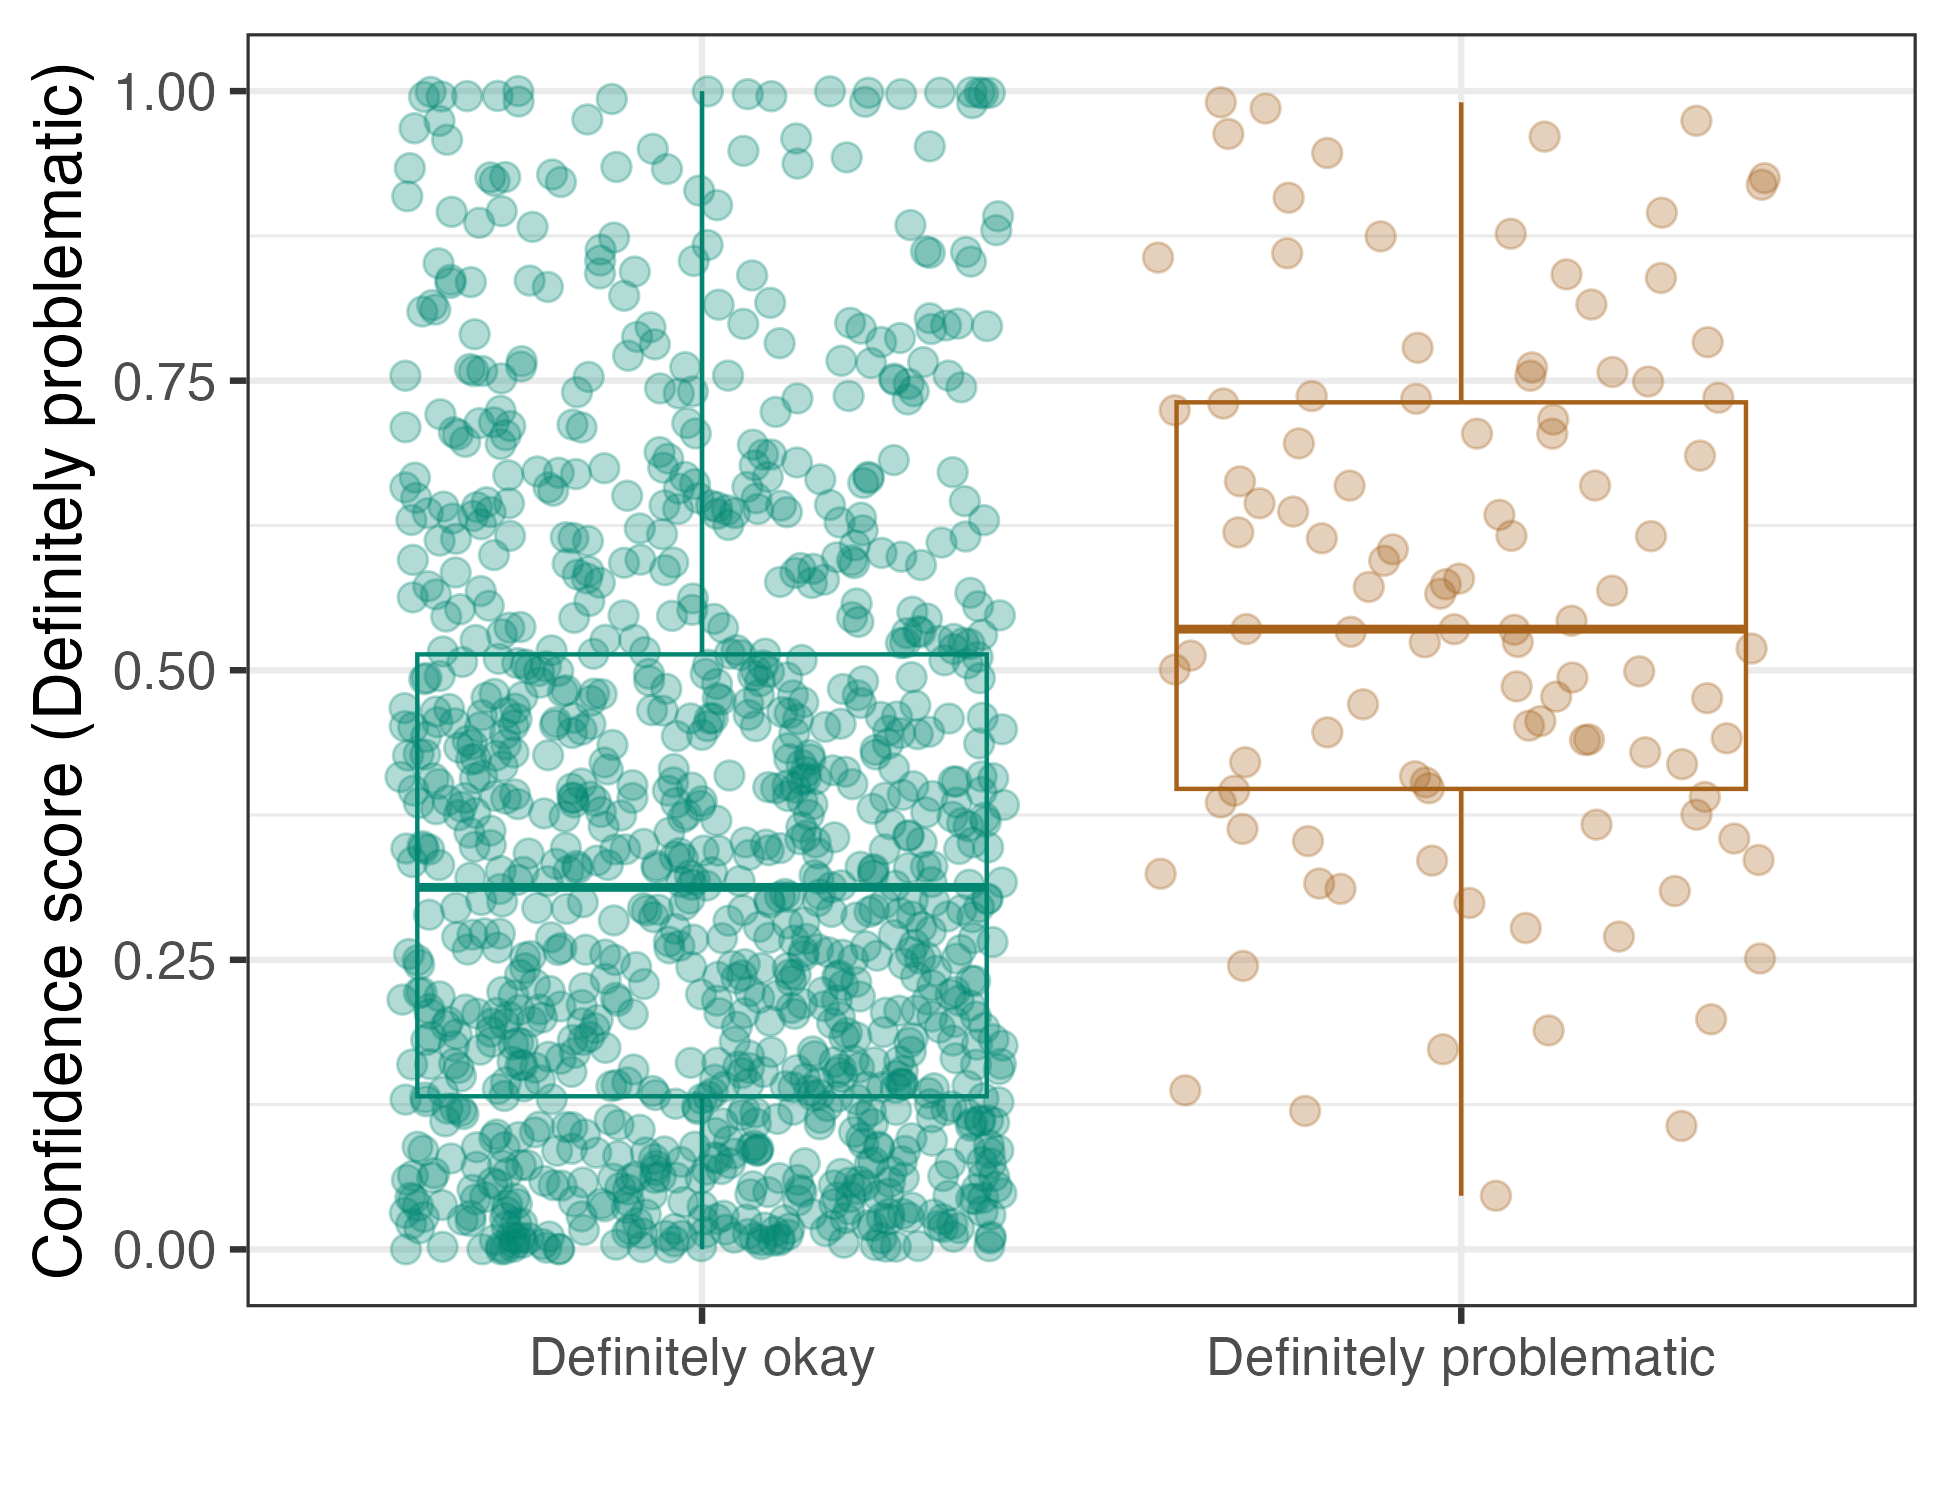 Confidence score (Definitely problematic)
1.00
0.75
0.50
0.25
0.00
Definitely okay
Definitely problematic